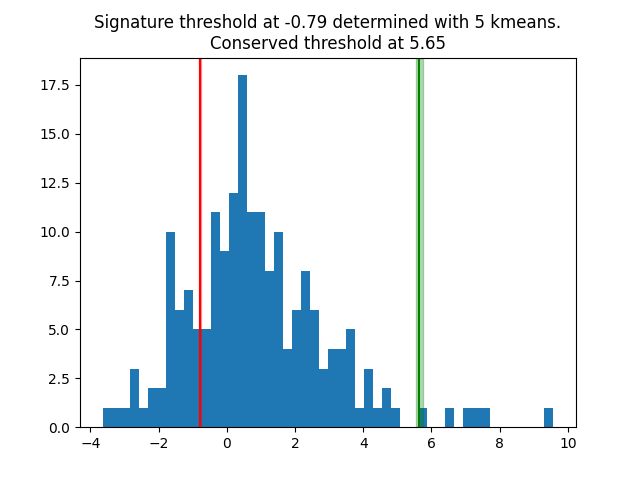 Signature threshold at -0.79 determined with 5 kmeans.
Conserved threshold at 5.65
17.5
15.0
12.5
10.0
7.5
5.0
2.5
0.0
−4 −2 0 2 4 6 8 10